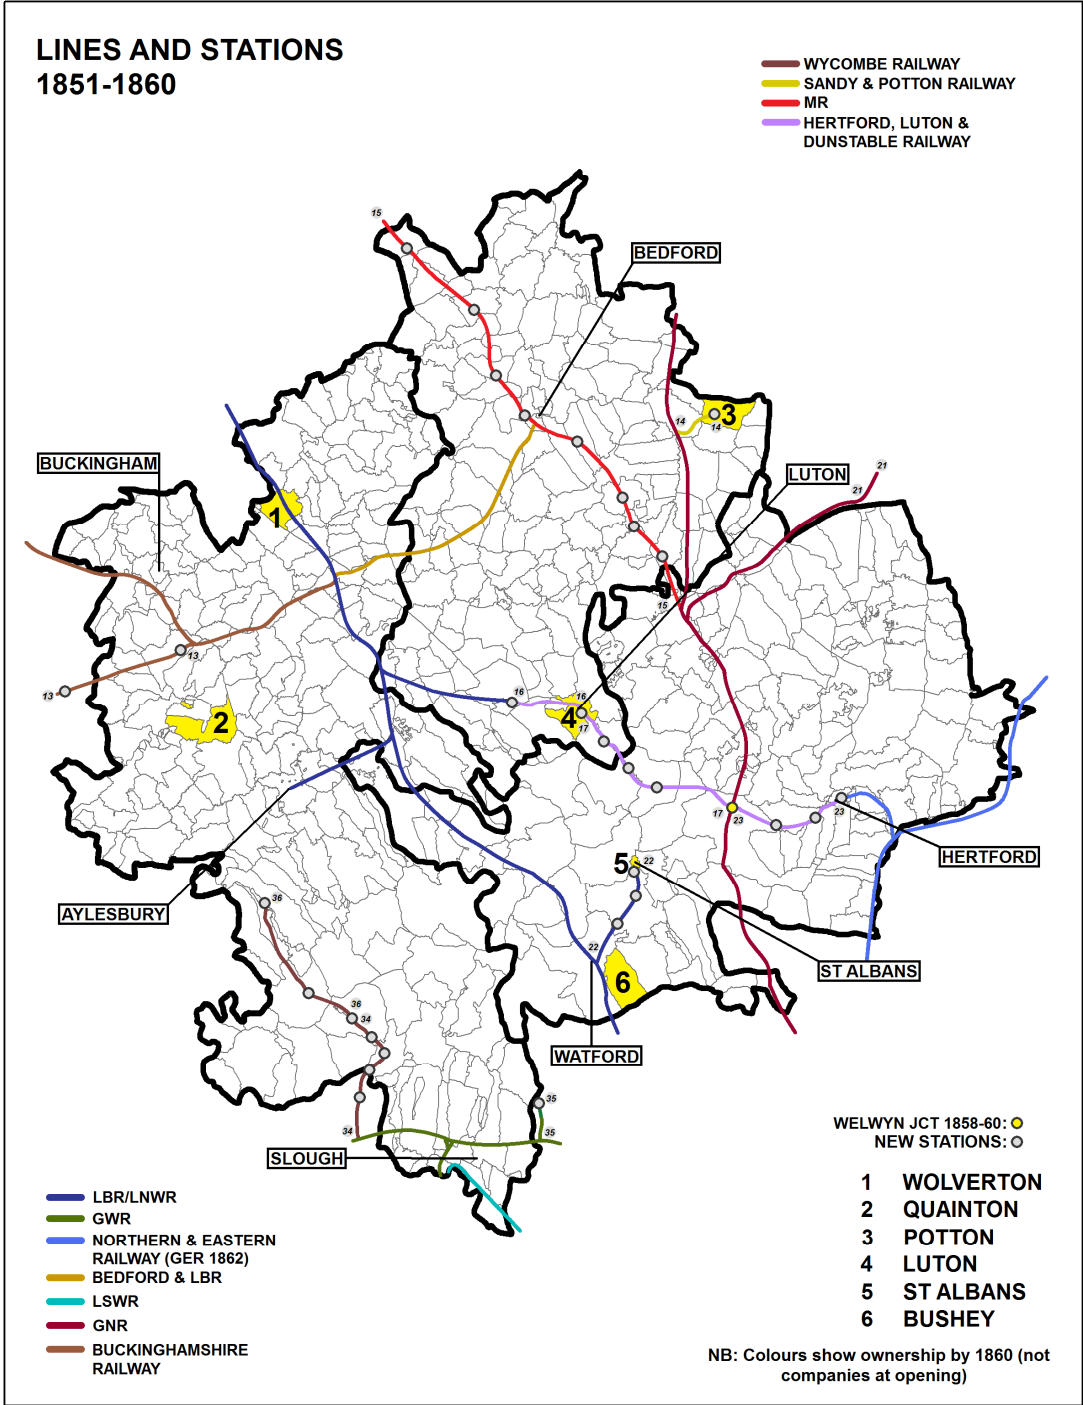 LINES AND STATIONS
1851-1860
WYCOMBE RAILWAY
SANDY & POTTON RAILWAY
MR
HERTFORD, LUTON &
DUNSTABLE RAILWAY
15
BEDFORD
14
3
14
BUCKINGHAM
LUTON
21
21
1
15
13
13
16
16
2
4
17
17
23
23
HERTFORD
5
22
36
AYLESBURY
22
ST ALBANS
6
36
34
WATFORD
35
34
35
SLOUGH
WELWYN JCT 1858-60:
NEW STATIONS:
1 WOLVERTON
2 QUAINTON
3 POTTON
4 LUTON
5 ST ALBANS
6 BUSHEY
LBR/LNWR
GWR
NORTHERN & EASTERN
RAILWAY (GER 1862)
BEDFORD & LBR
LSWR
GNR
BUCKINGHAMSHIRE
RAILWAY
NB: Colours show ownership by 1860 (not
companies at opening)